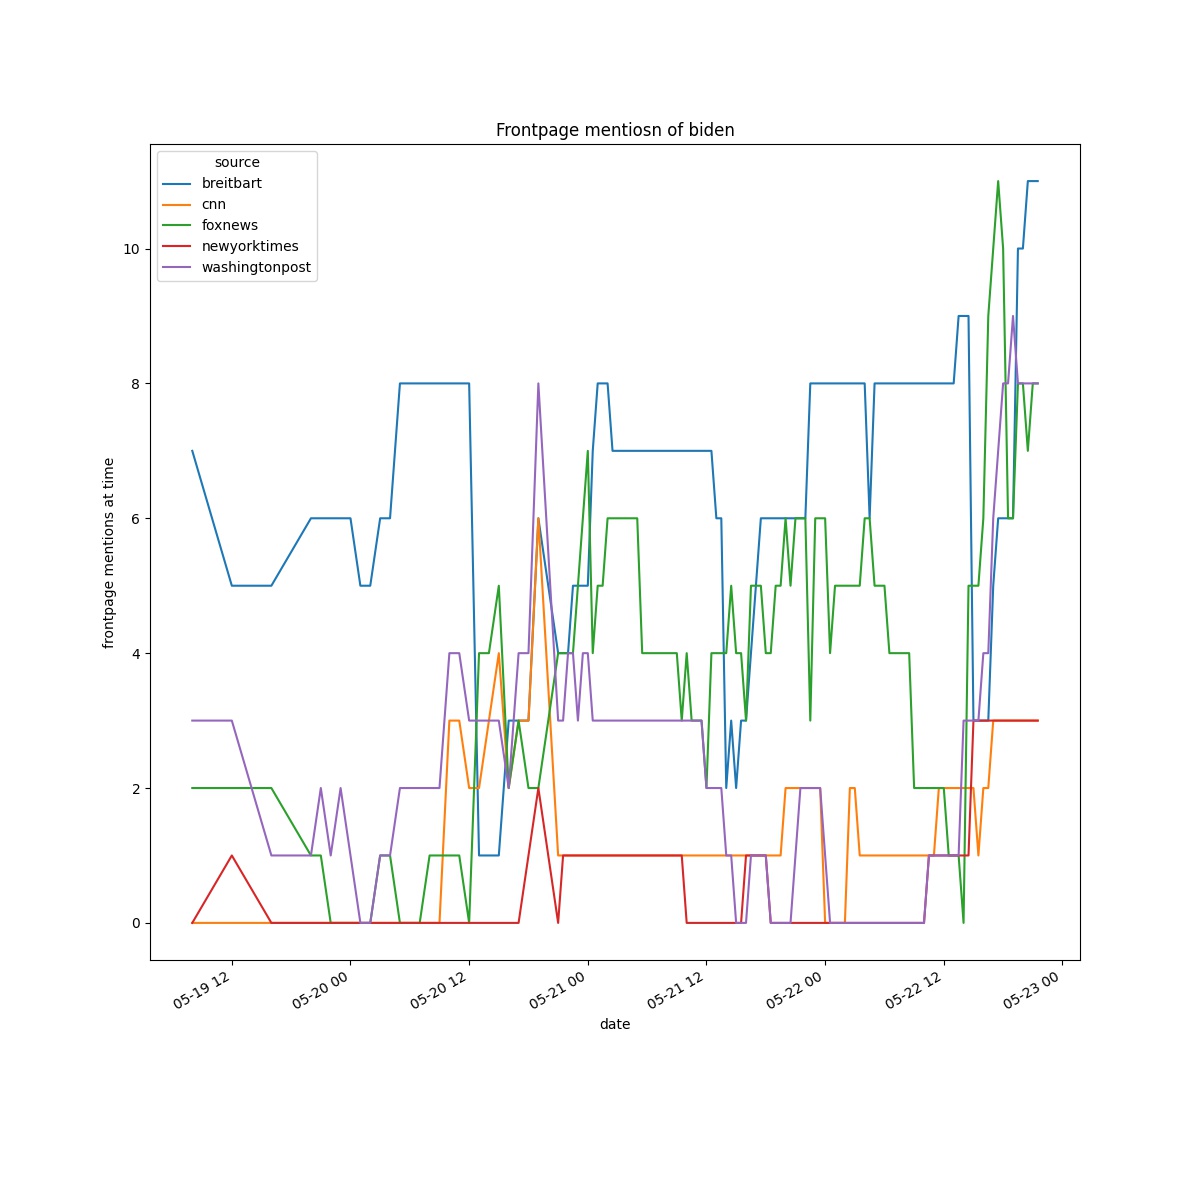 Frontpage mentiosn of biden
source
breitbart
cnn
foxnews
newyorktimes
washingtonpost
frontpage mentions at time
10
8
6
4
2
0
05-19 12
05-20 00
05-20 12
05-21 00
05-21 12
05-22 00
05-22 12
05-23 00
date